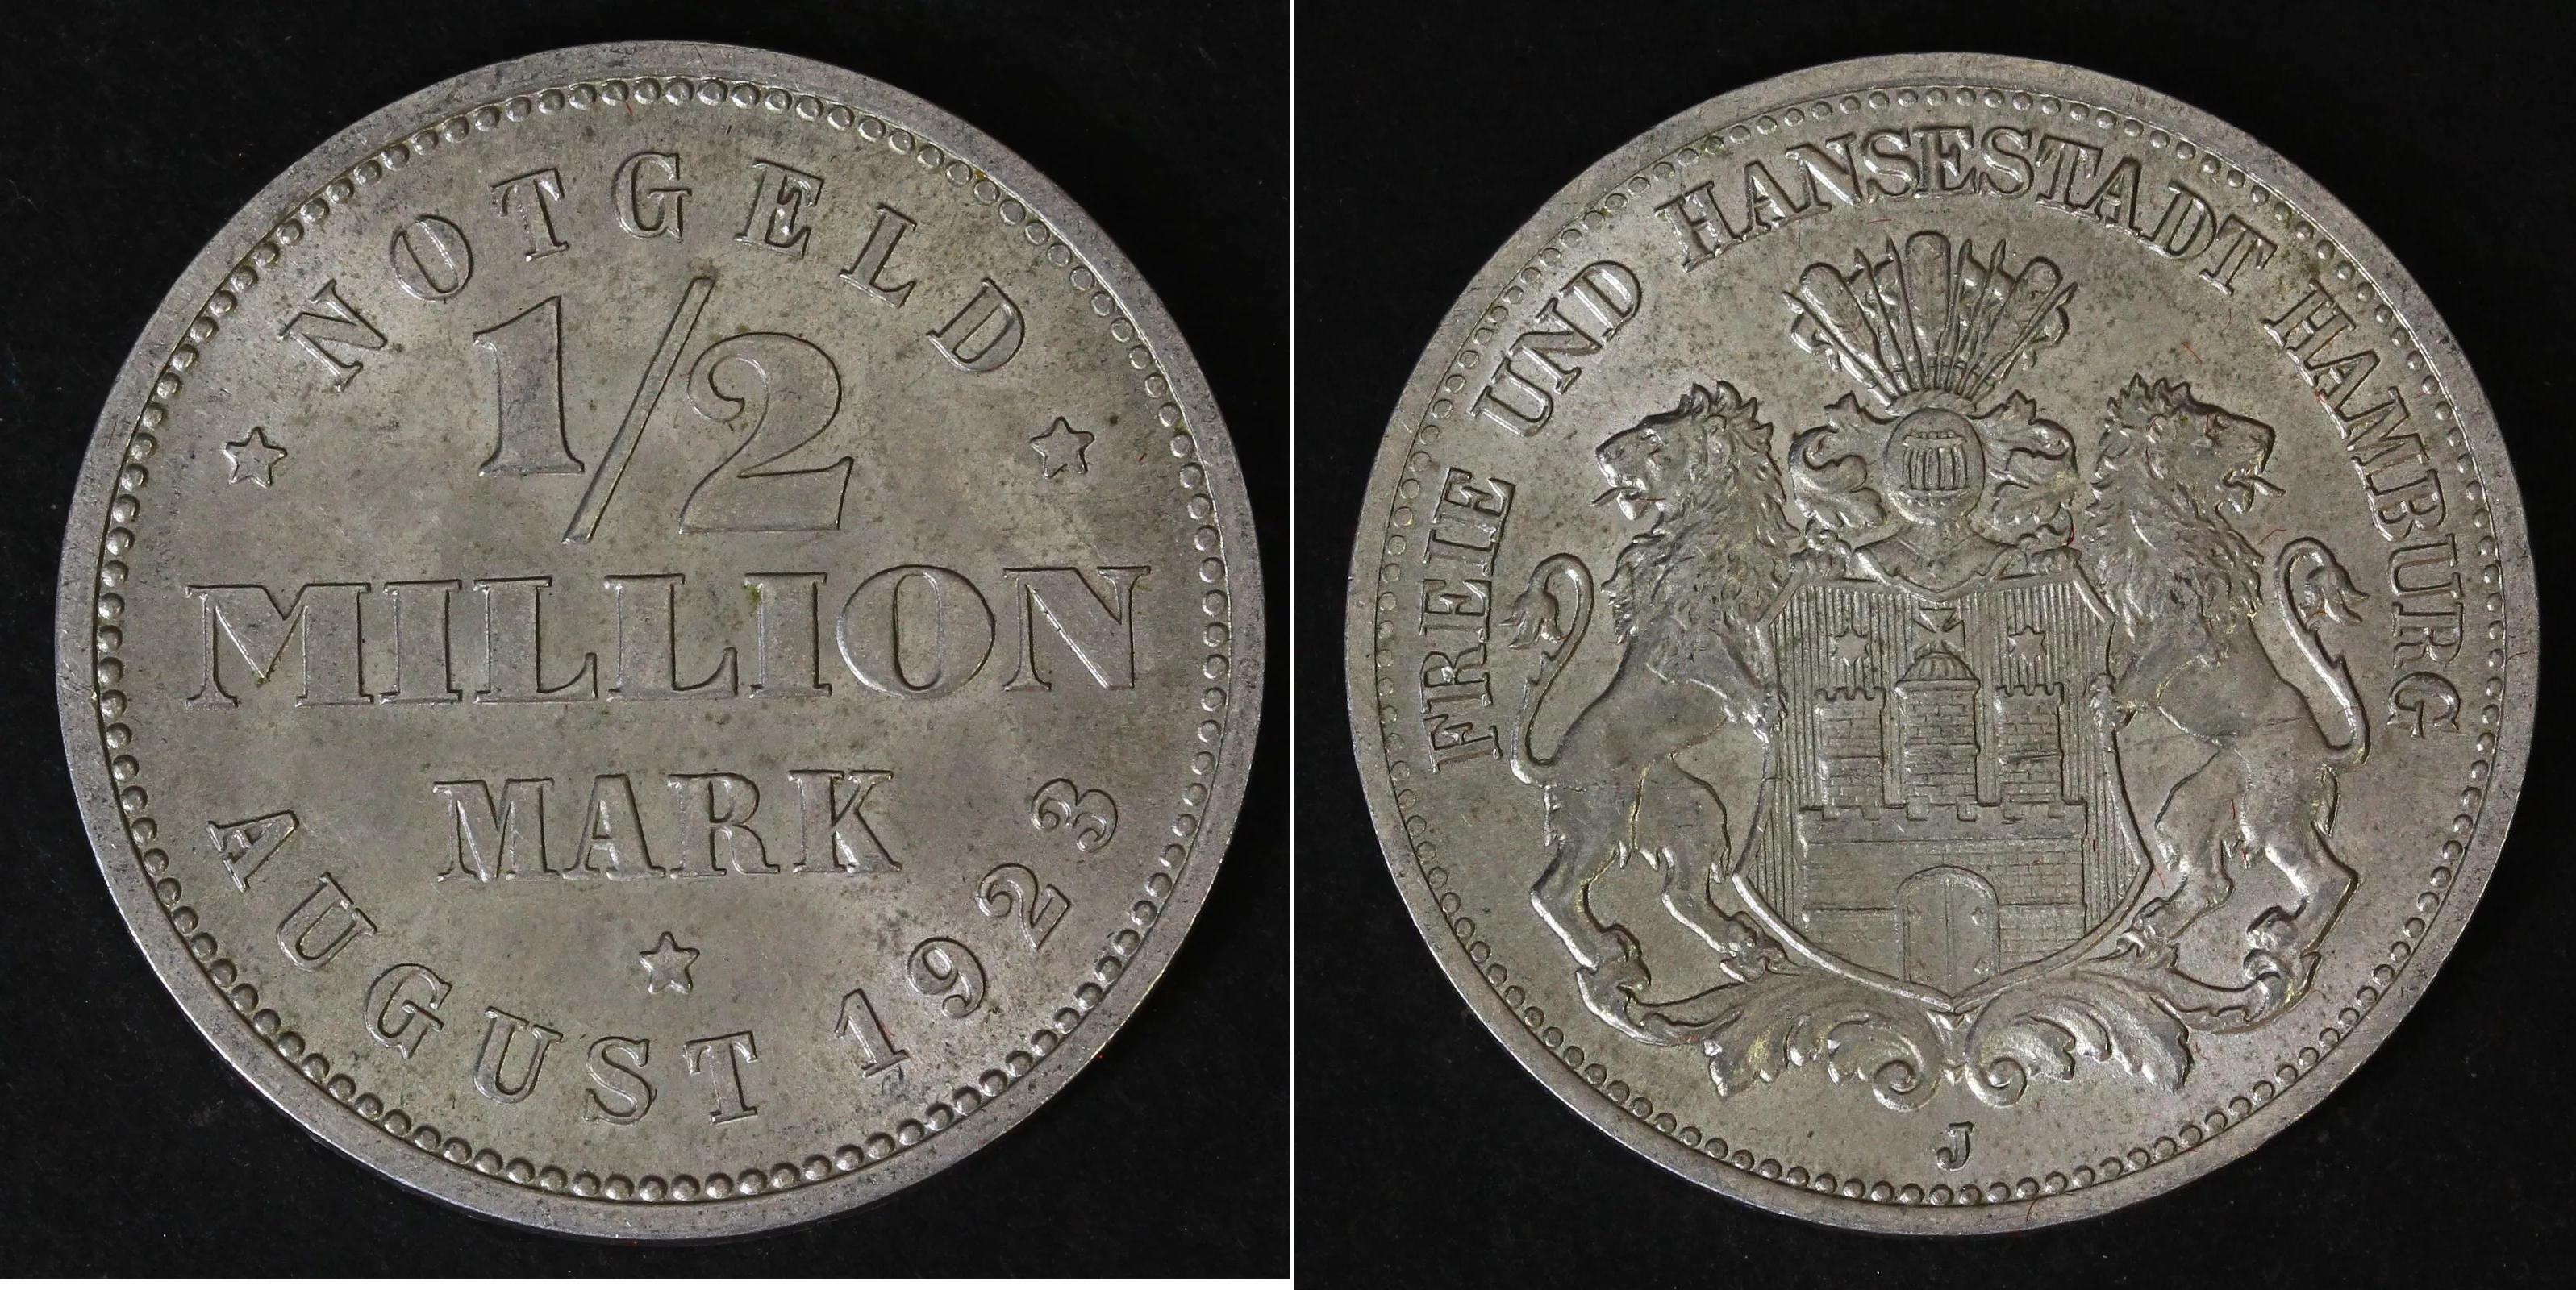 NOTGELD
1/2
MILLION
MARK
AUGUST 1923
FREIE UND HANSESTADT HAMBURG
J